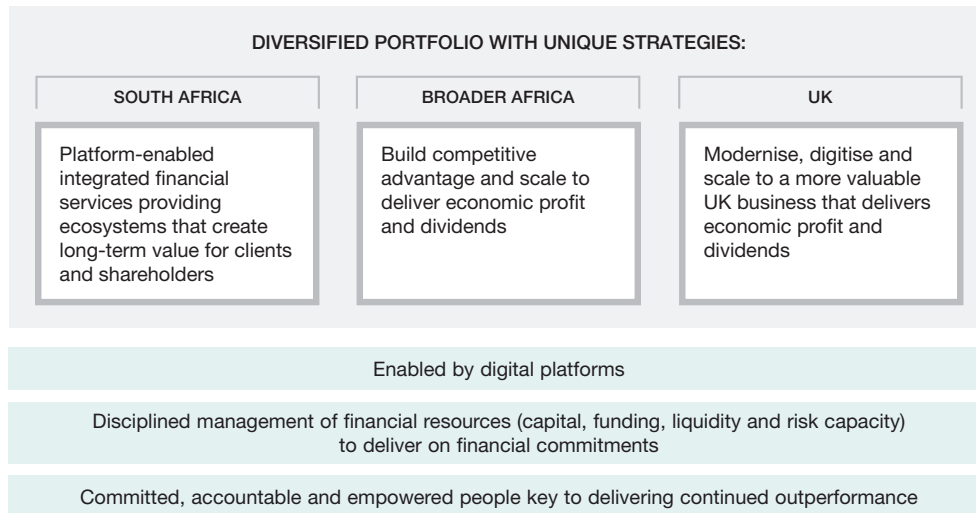 DIVERSIFIED PORTFOLIO WITH UNIQUE STRATEGIES:
SOUTH AFRICA
Platform-enabled
integrated financial
services providing
ecosystems that create
long-term value for clients
and shareholders
BROADER AFRICA
Build competitive
advantage and scale to
deliver economic profit
and dividends
UK
Modernise, digitise and
scale to a more valuable
UK business that delivers
economic profit and
dividends
Enabled by digital platforms
Disciplined management of financial resources (capital, funding, liquidity and risk capacity)
to deliver on financial commitments
Committed, accountable and empowered people key to delivering continued outperformance